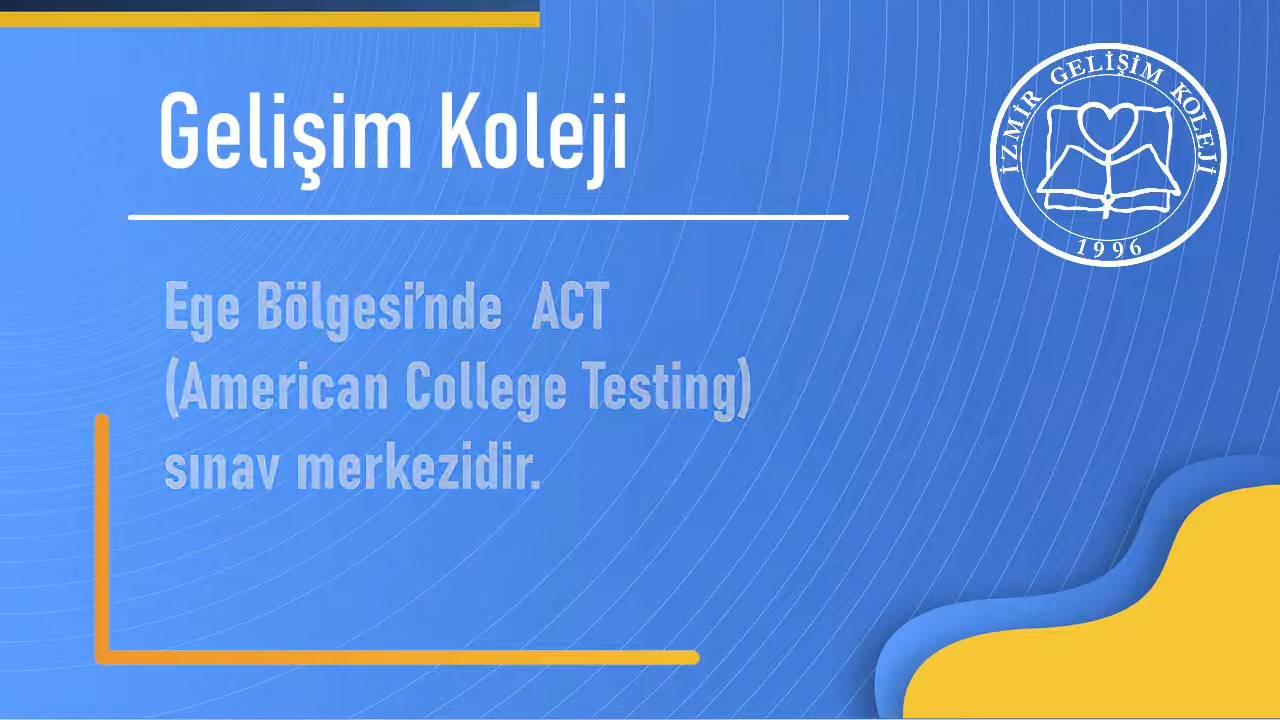 Gelişim Koleji
İZMİR GELİŞİM KOLEJİ
1996
Ege Bölgesi’nde ACT
(American College Testing)
sınav merkezidir.